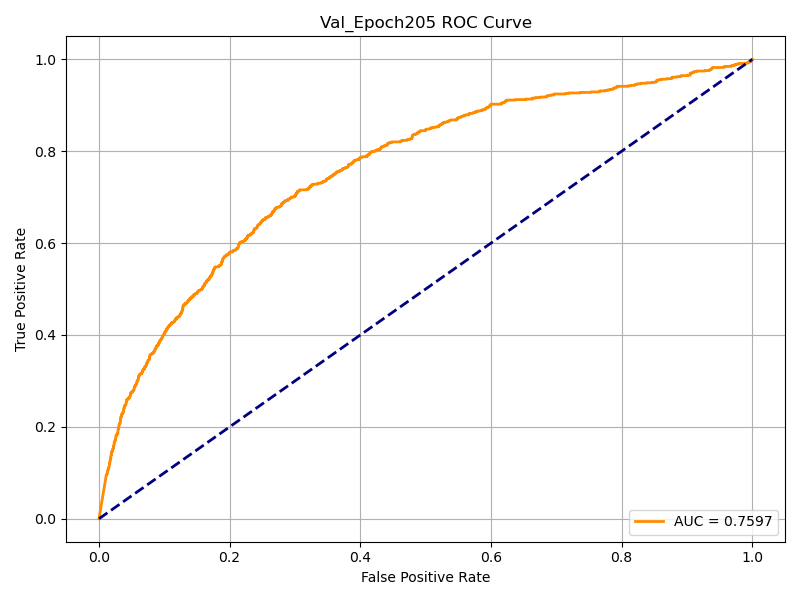 Val_Epoch205 ROC Curve
True Positive Rate
1.0
0.8
0.6
0.4
0.2
0.0
0.0 0.2 0.4 0.6 0.8 1.0
False Positive Rate
AUC = 0.7597